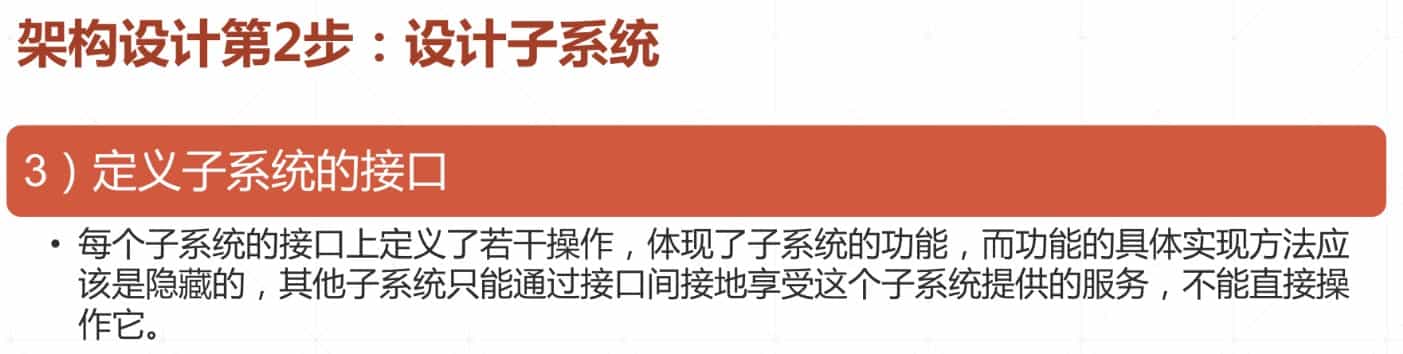 架构设计第2步：设计子系统
3）定义子系统的接口
• 每个子系统的接口上定义了若干操作，体现了子系统的功能，而功能的具体实现方法应
该是隐藏的，其他子系统只能通过接口间接地享受这个子系统提供的服务，不能直接操
作它。